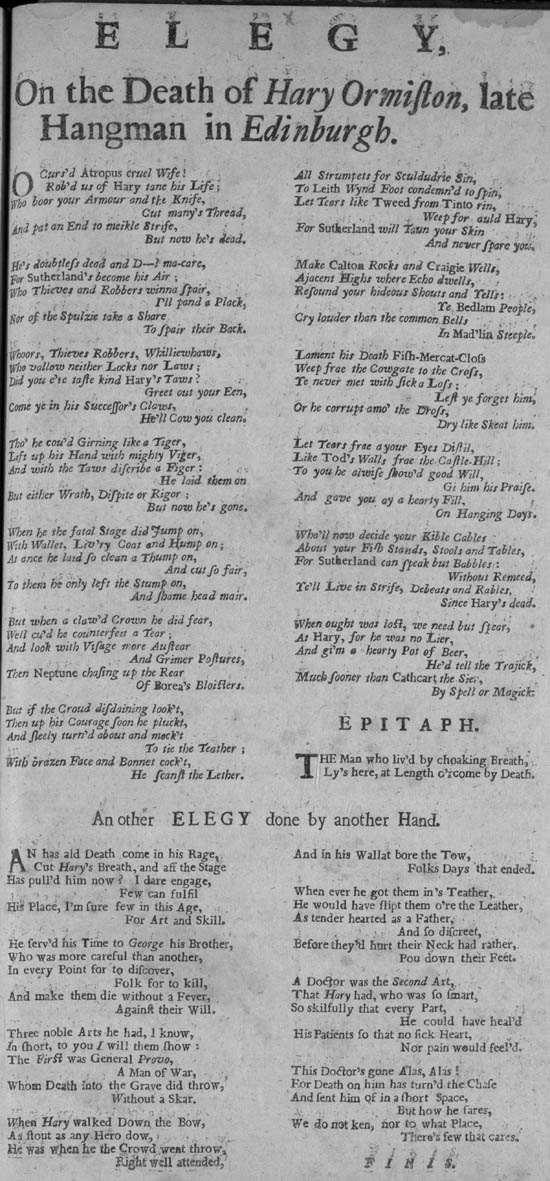 ELEGY,
On the Death of Hary Ormiſton, late
Hangman in Edinburgh.
O Curs'd Atropus cruel Wife!
Rob'd us of Hary tane his Life;
Who boor your Armour and the Knife,
Cut many's Thread,
And pat an End to meikle Strife,
But now he's dead.
He's doubtleſs dead and D—l ma-care,
For Sutherland's become his Air;
Who Thieves and Robbers winna ſpair,
I'll pand a Plack,
Nor of the Spulzie take a Share
To ſpair their Back.
Whoors, Thieves Robbers, Whilliewhaws,
Who vallow neither Locks nor Laws;
Did you e're taſte kind Hary's Taws?
Greet out your Een,
Come ye in his Succeſſor's Claws,
He'll Cow you clean.
Tho' he cou'd Girning like a Tiger,
Lift up his Hand with mighty Viger,
And with the Taws diſcribe a Figer:
He laid them on
But either Wrath, Diſpite or Rigor;
But now he's gone.
When he the fatal Stage did Jump on,
With Wallet, Liv'ry Coat and Hump on;
At ance he laid ſo clean a Thump on,
And cut ſo fair,
To them he only left the Stump on,
And ſhame head mair.
But when a claw'd Crown he did fear,
Well cu'd he counterfeit a Tear;
And look with Viſage more Auſtear
And Grimer Poſtures,
Then Neptune chaſing up the Rear
Of Borea's Bloiſters.
But if the Croud diſdaining look't,
Then up his Courage ſoon he pluckt,
And ſleely turn'd about and mock't
To tie the Teather;
With brazen Face and Bonnet cock't,
He ſcanſt the Lether.
All Strumpets for Sculdudrie Sin,
To Leith Wynd Foot condemn'd to ſpin,
Let Tears like Tweed from Tinto rin,
Weep for auld Hary,
For Sutherland will Taun your Skin
And never ſpare you.
Make Calton Rocks and Craigie Wells,
Ajacent Highs where Echo dwells,
Reſound your hideous Shouts and Tells:
Ye Bedlam People,
Cry louder than the common Bells
In Mad'lin Steeple.
Lament his Death Fiſh-Mercat-Cloſs
Weep frae the Cowgate to the Croſs,
Ye never met with ſick a Loſs;
Leſt ye forget him,
Or he corrupt amo' the Droſs,
Dry like Skeat him.
Let Tears frae a your Eyes Diſtil,
Like Tod's Walls frae the Caſtle-Hill;
To you he alwiſe ſhow'd good Will,
Gi him his Praiſe.
And gave you ay a hearty Fill,
On Hanging Days.
Wha'll now decide your Kible Cables
About your Fiſh Stands, Stools and Tables,
For Sutherland can ſpeak but Babbles:
Without Remeed,
Ye'll Live in Strife, Debeats and Rables,
Since Hary's dead.
When ought was loſt, we need but ſpear,
At Hary, for he was no Lier,
And gi'm a hearty Pot of Beer,
He'd tell the Trajick,
Much ſooner than Cathcart the Sier,
By Spell or Magick.
EPITAPH.
THE Man who liv'd by choaking Breath,
Ly's here, at Length o'rcome by Death.
An other ELEGY done by another Hand.
AN has ald Death come in his Rage,
Cut Hary's Breath, and aff the Stage
Has pull'd him now? I dare engage,
Few can fulfil
His Place, I'm ſure few in this Age,
For Art and Skill.
He ſerv'd his Time to George his Brother,
Who was more careful than another,
In every Point for to diſcover,
Folk for to kill,
And make them die without a Fever,
Againſt their Will.
Three noble Arts he had, I know,
In ſhort, to you I will them ſhow:
The Firſt was General Provo,
A Man of War,
Whom Death into the Grave did throw,
Without a Skar.
When Hary walked Down the Bow,
As ſtout as any Hero dow,
He was when he the Crowd went throw,
Right well attended,
And in his Wallat bore the Tow,
Folks Days that ended.
When ever he got them in's Teather,
He would have ſlipt them o're the Leather,
As tender hearted as a Father,
And ſo diſcreet,
Before they'd hurt their Neck had rather,
Pou down their Feet.
A Doctor was the Second Art,
That Hary had, who was ſo ſmart,
So skilfully that every Part,
He could have heal'd
His Patients ſo that no ſick Heart,
Nor pain would feel'd.
This Doctor's gone Alas, Alas!
For Death on him has turn'd the Chaſe
And ſent him of in a ſhort Space,
But how he fares,
We do not ken, nor to what Place,
There's few that cares.
FINIS.